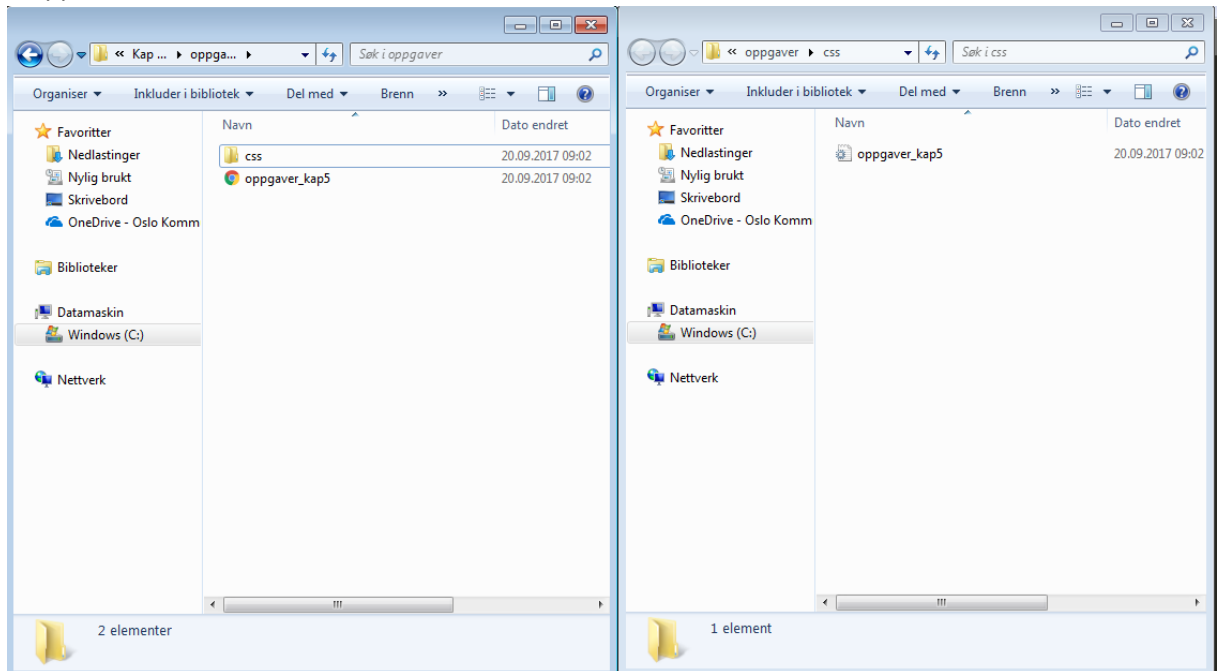 « Kap ... ▸ oppga... ▸
Søk i oppgaver
Organiser
Inkluder i bibliotek
Del med
Brenn
»
Navn
Dato endret
Favoritter
Nedlastinger
Nylig brukt
Skrivebord
OneDrive - Oslo Komm
Biblioteker
Datamaskin
Windows (C:)
Nettverk
css
20.09.2017 09:02
oppgaver_kap5
20.09.2017 09:02
2 elementer
« oppgaver ▸ css
Søk i css
Organiser
Inkluder i bibliotek
Del med
Brenn
»
Navn
Dato endret
Favoritter
Nedlastinger
Nylig brukt
Skrivebord
OneDrive - Oslo Komm
Biblioteker
Datamaskin
Windows (C:)
Nettverk
oppgaver_kap5
20.09.2017 09:02
1 element